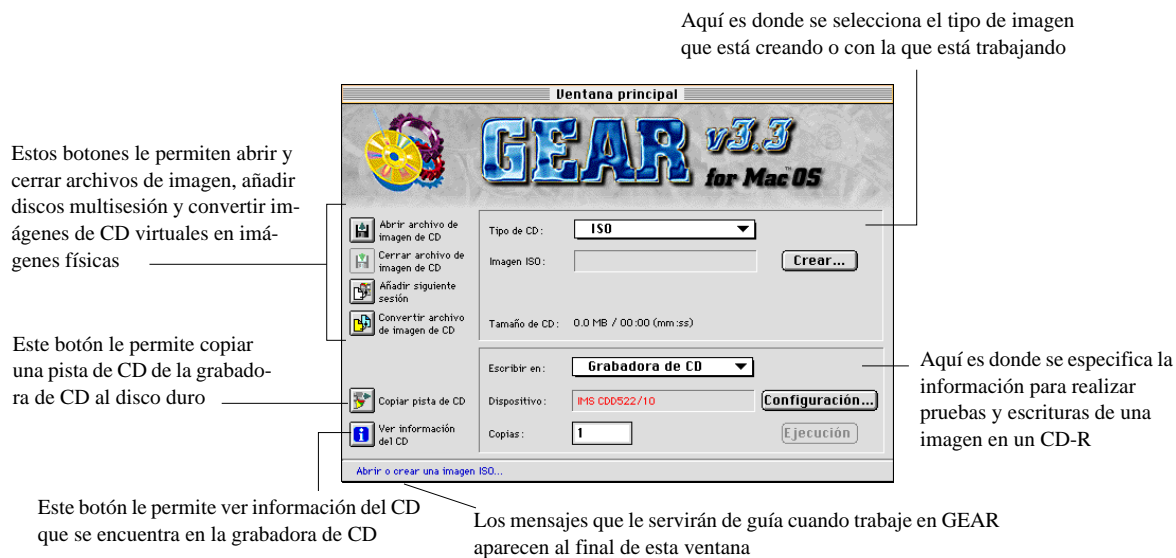 Aquí es donde se selecciona el tipo de imagen
que está creando o con la que está trabajando
Estos botones le permiten abrir y
cerrar archivos de imagen, añadir
discos multisesión y convertir im-
ágenes de CD virtuales en imá-
genes físicas
Este botón le permite copiar
una pista de CD de la grabado-
ra de CD al disco duro
Ventana principal
GEAR v3.3
for Mac™OS
Abrir archivo de
imagen de CD
Cerrar archivo de
imagen de CD
Añadir siguiente
sesión
Convertir archivo
de imagen de CD
Copiar pista de CD
Ver información
del CD
Tipo de CD: ISO
Imagen ISO: Crear...
Tamaño de CD: 0.0 MB / 00:00 (mm:ss)
Escribir en: Grabadora de CD
Dispositivo: IMS CDD522/10 Configuración...
Copias: 1 Ejecución
Abrir o crear una imagen ISO...
Aquí es donde se especifica la
información para realizar
pruebas y escrituras de una
imagen en un CD-R
Este botón le permite ver información del CD
que se encuentra en la grabadora de CD
Los mensajes que le servirán de guía cuando trabaje en GEAR
aparecen al final de esta ventana